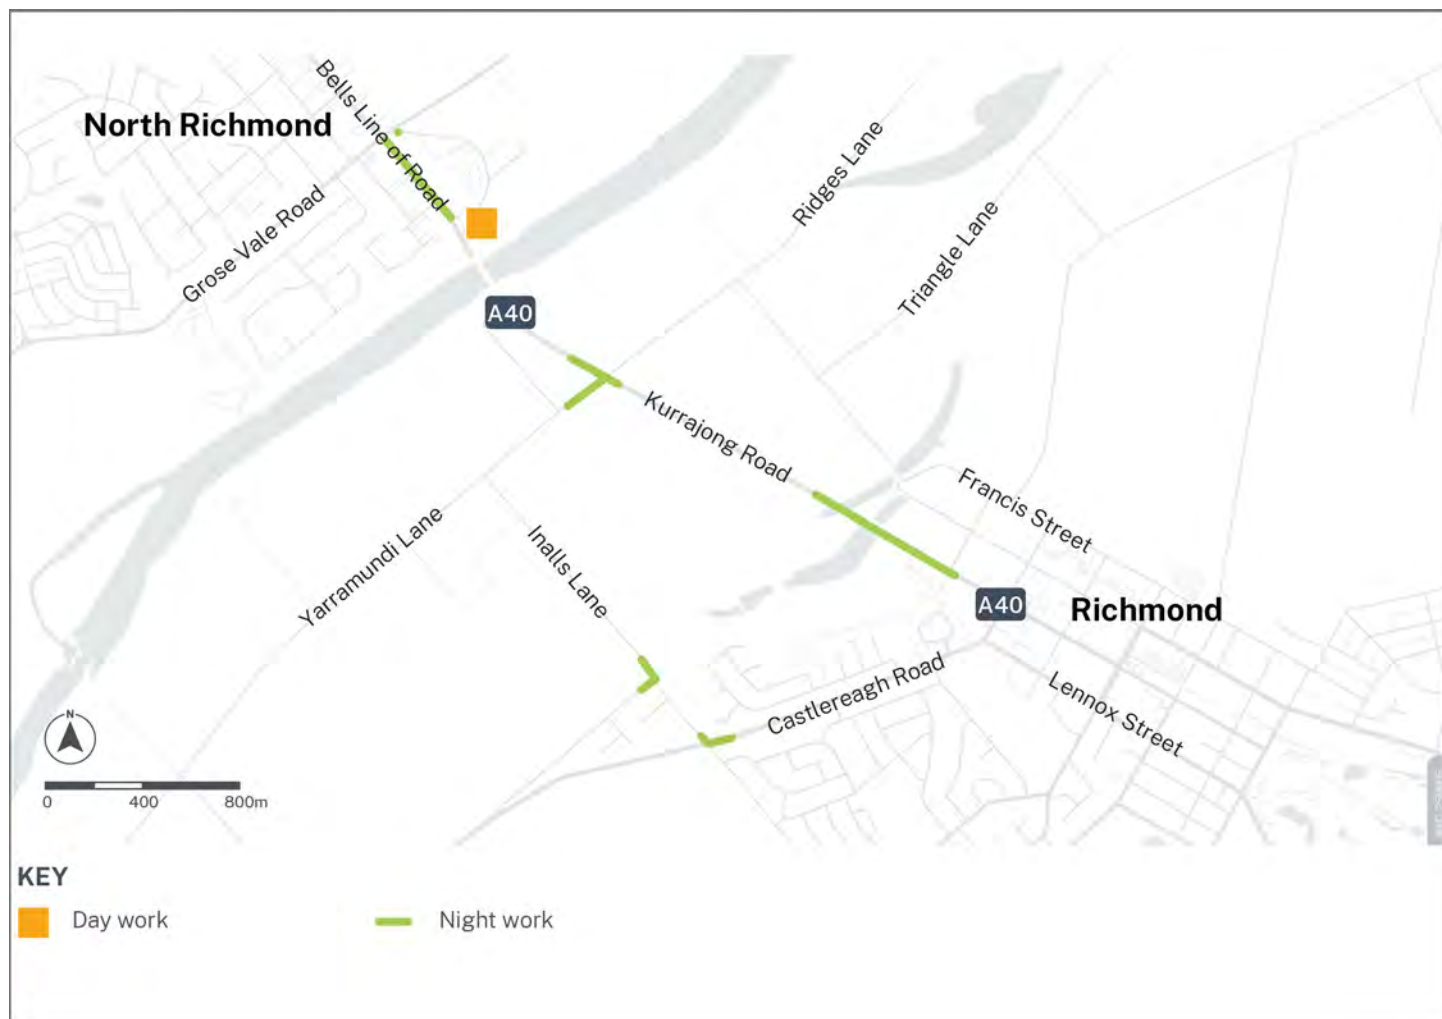 Bells Line of Road
North Richmond
Grose Vale Road
Ridges Lane
Triangle Lane
A40
Kurrajong Road
Francis Street
Yarramundi Lane
Inalls Lane
A40
Richmond
Castlereagh Road
Lennox Street
N
0 400 800m
KEY
Day work
Night work